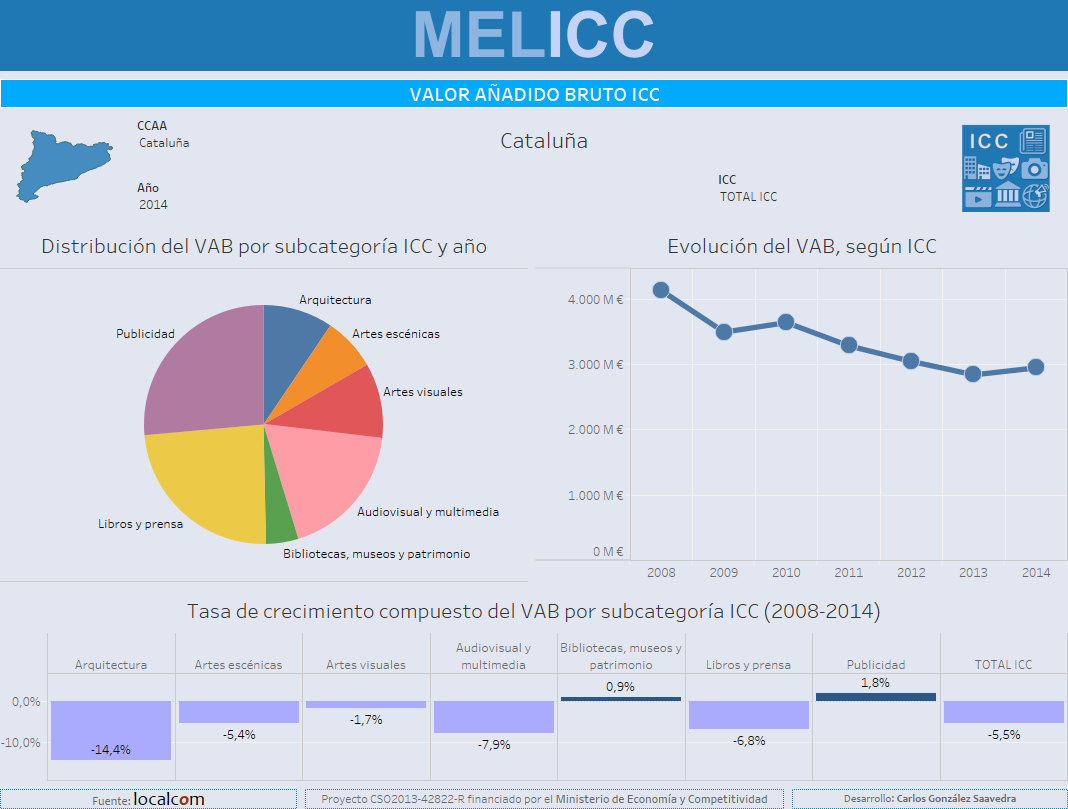 MELICC
VALOR AÑADIDO BRUTO ICC
CCAA
Cataluña
Año
2014
Cataluña
ICC
TOTAL ICC
ICC
Distribución del VAB por subcategoría ICC y año
Arquitectura
Artes escénicas
Artes visuales
Audiovisual y multimedia
Bibliotecas, museos y patrimonio
Libros y prensa
Publicidad
Evolución del VAB, según ICC
4.000 M €
3.000 M €
2.000 M €
1.000 M €
0 M €
2008 2009 2010 2011 2012 2013 2014
Tasa de crecimiento compuesto del VAB por subcategoría ICC (2008-2014)
Arquitectura
Artes escénicas
Artes visuales
Audiovisual y
multimedia
Bibliotecas, museos y
patrimonio
Libros y prensa
Publicidad
TOTAL ICC
0,0%
-10,0%
-14,4%
-5,4%
-1,7%
-7,9%
0,9%
-6,8%
1,8%
-5,5%
Fuente: localcom
Proyecto CSO2013-42822-R financiado por el Ministerio de Economía y Competitividad
Desarrollo: Carlos González Saavedra